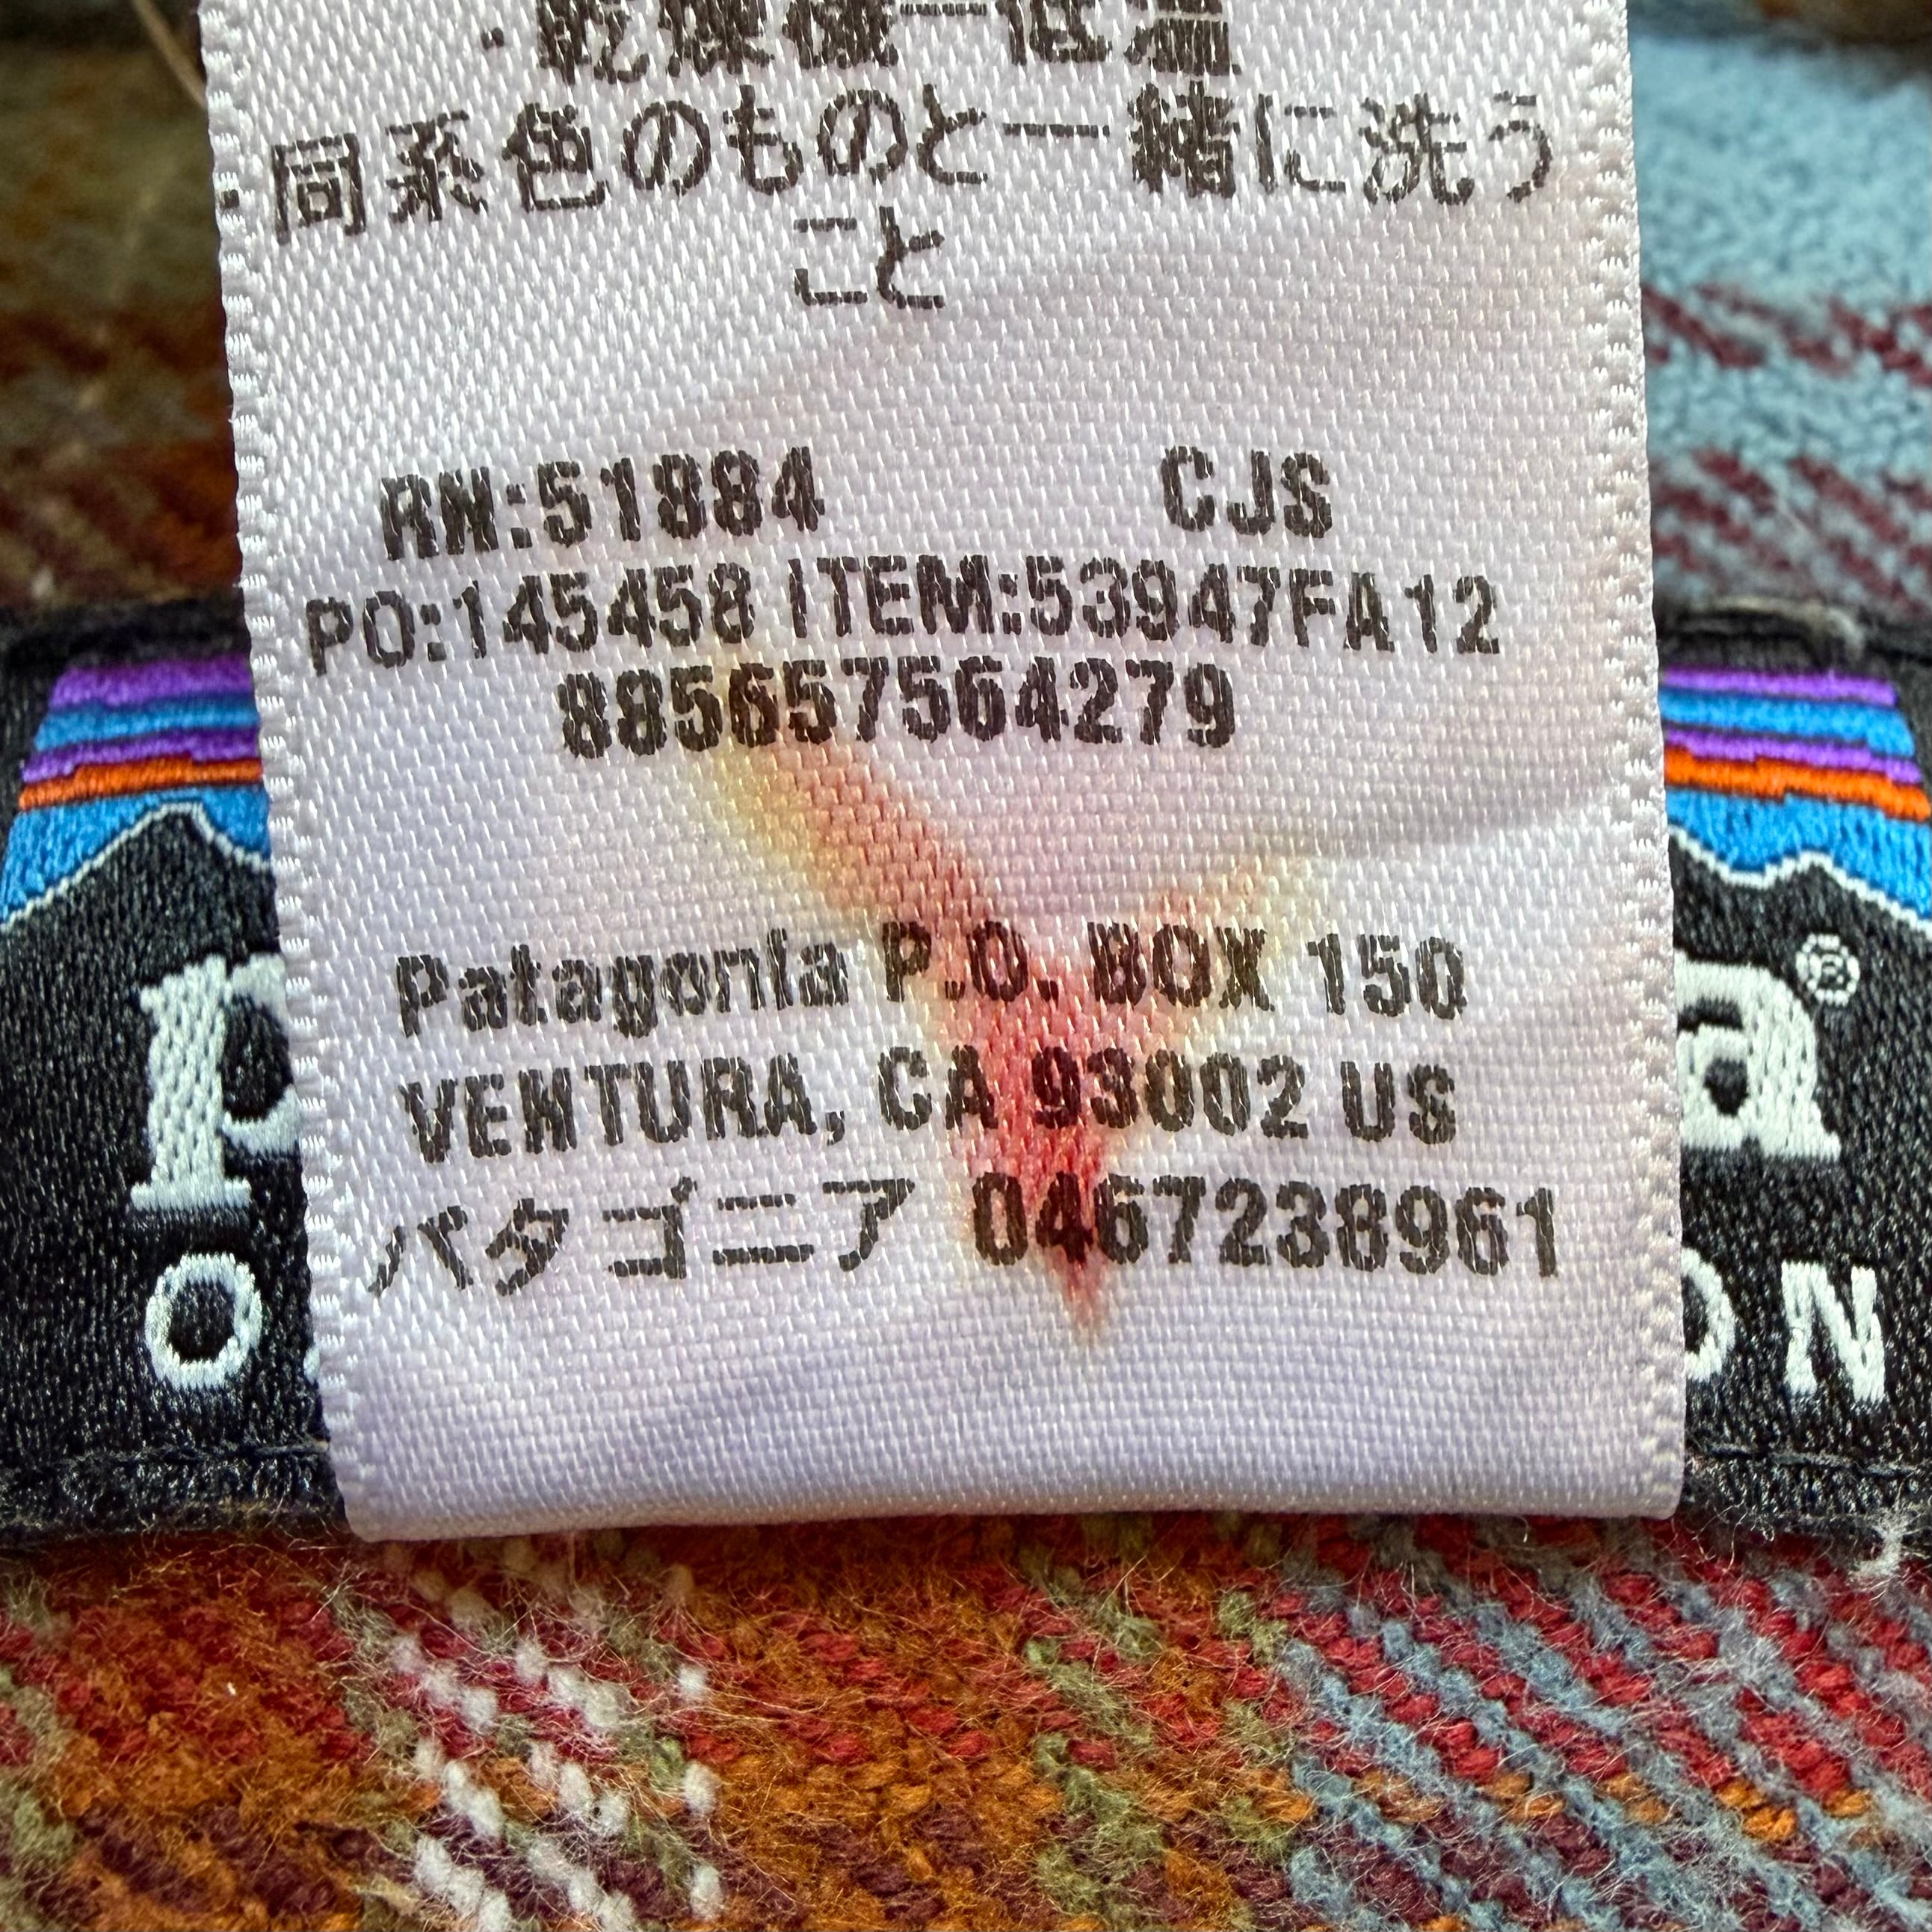 ・乾燥機一低温
・同系色のものと一緒に洗う
こと
RN:51884 CJS
PO:145458 ITEM:53947FA12
885657564279
Patagonia P.O. BOX 150
VENTURA, CA 93002 US
パタゴニア 0467238961
p a®
O ON